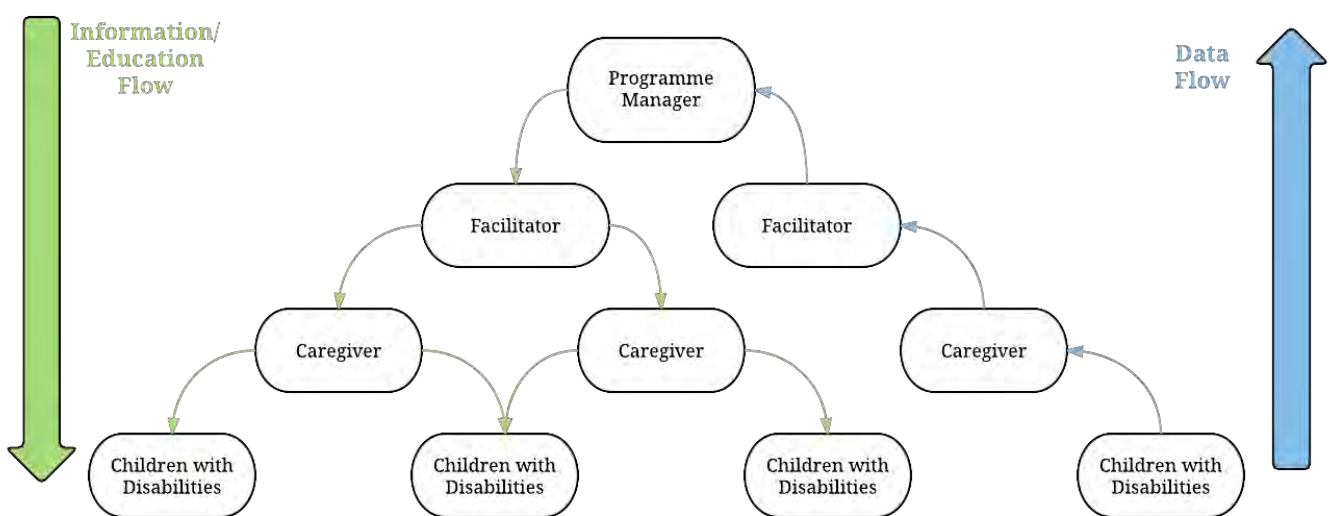 Information/
Education
Flow
Data
Flow
Programme
Manager
Facilitator
Facilitator
Caregiver
Caregiver
Caregiver
Children with
Disabilities
Children with
Disabilities
Children with
Disabilities
Children with
Disabilities